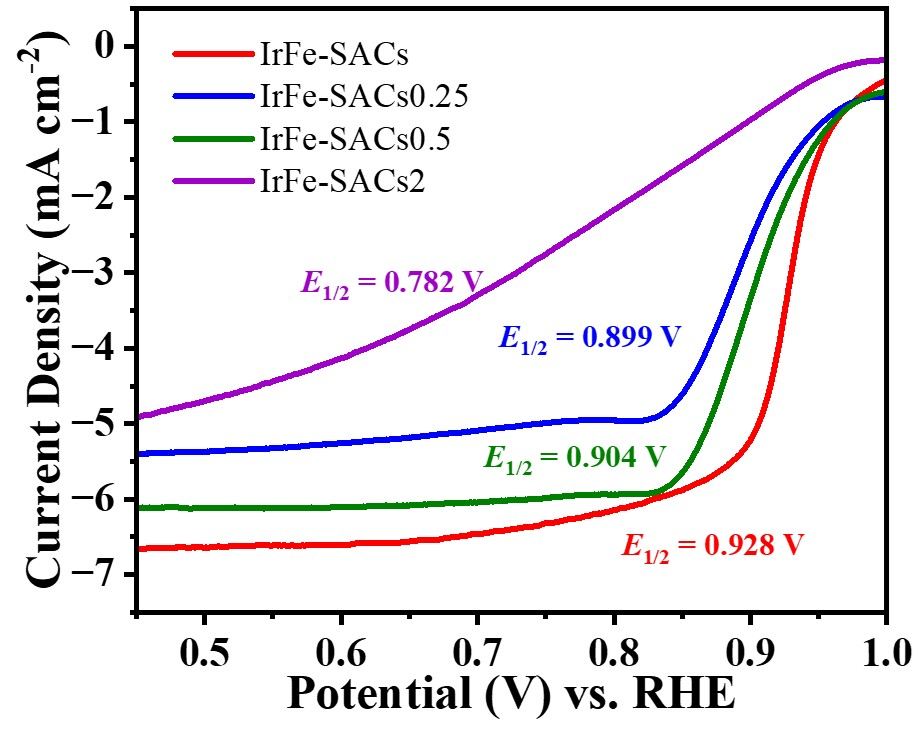 Current Density (mA cm⁻²)
0
−1
−2
−3
−4
−5
−6
−7
IrFe-SACs
IrFe-SACs0.25
IrFe-SACs0.5
IrFe-SACs2
E1/2 = 0.782 V
E1/2 = 0.899 V
E1/2 = 0.904 V
E1/2 = 0.928 V
0.5 0.6 0.7 0.8 0.9 1.0
Potential (V) vs. RHE